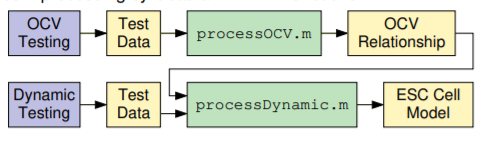 OCV
Testing
Test
Data
processOCV.m
OCV
Relationship
Dynamic
Testing
Test
Data
processDynamic.m
ESC Cell
Model